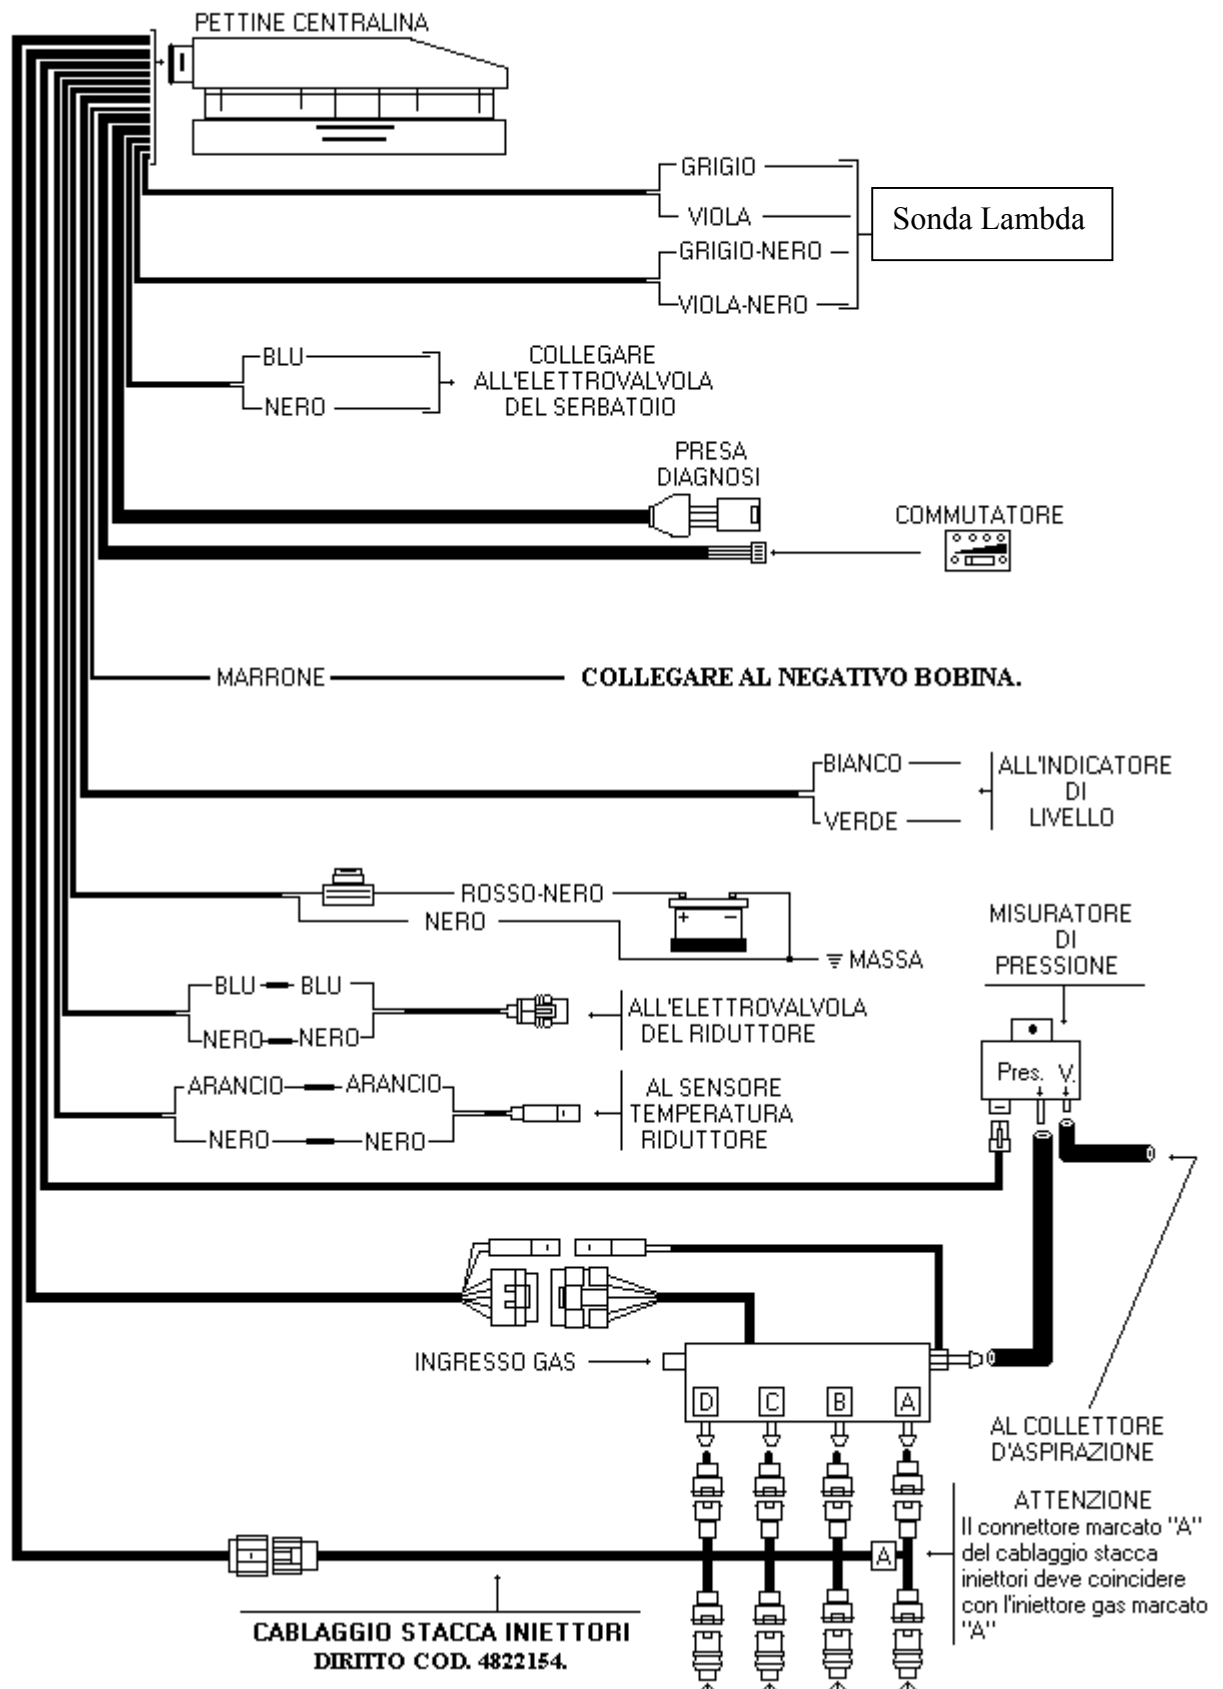 PETTINE CENTRALINA
GRIGIO
VIOLA
Sonda Lambda
GRIGIO-NERO
VIOLA-NERO
BLU
NERO
COLLEGARE
ALL'ELETTROVALVOLA
DEL SERBATOIO
PRESA
DIAGNOSI
COMMUTATORE
MARRONE
COLLEGARE AL NEGATIVO BOBINA.
BIANCO
VERDE
ALL'INDICATORE
DI
LIVELLO
ROSSO-NERO
NERO
+ −
MASSA
MISURATORE
DI
PRESSIONE
Pres. V.
BLU BLU
NERO NERO
ALL'ELETTROVALVOLA
DEL RIDUTTORE
ARANCIO ARANCIO
NERO NERO
AL SENSORE
TEMPERATURA
RIDUTTORE
INGRESSO GAS
D C B A
AL COLLETTORE
D'ASPIRAZIONE
A
ATTENZIONE
Il connettore marcato "A"
del cablaggio stacca
iniettori deve coincidere
con l'iniettore gas marcato
"A"
CABLAGGIO STACCA INIETTORI
DIRITTO COD. 4822154.